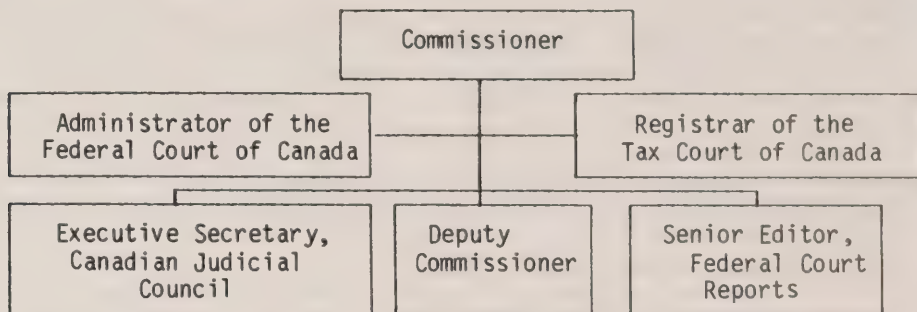 Commissioner
Administrator of the
Federal Court of Canada
Registrar of the
Tax Court of Canada
Executive Secretary,
Canadian Judicial
Council
Deputy
Commissioner
Senior Editor,
Federal Court
Reports